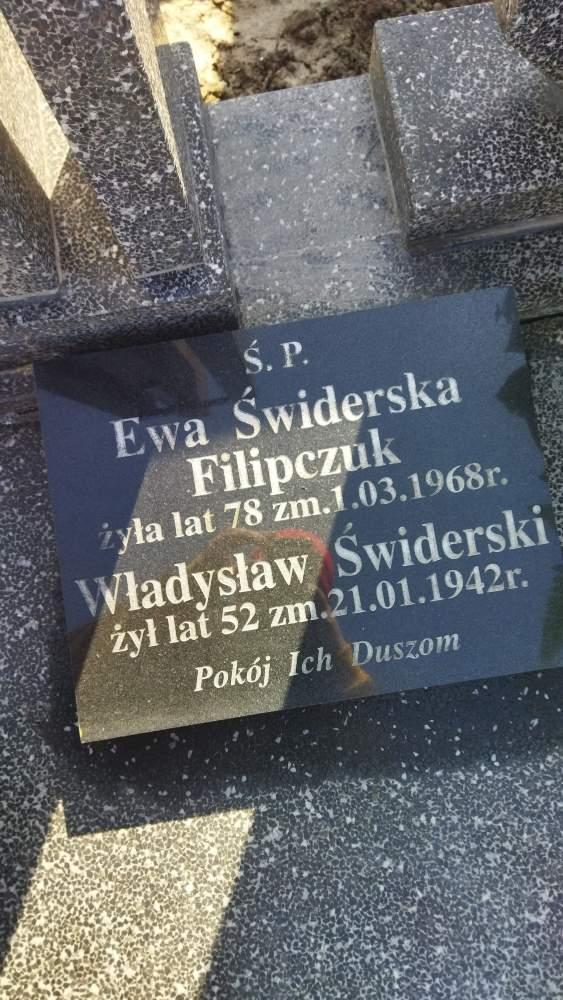 Ś. P.
Ewa Świderska
Filipczuk
żyła lat 78 zm.1.03.1968r.
Władysław Świderski
żył lat 52 zm.21.01.1942r.
Pokój Ich Duszom